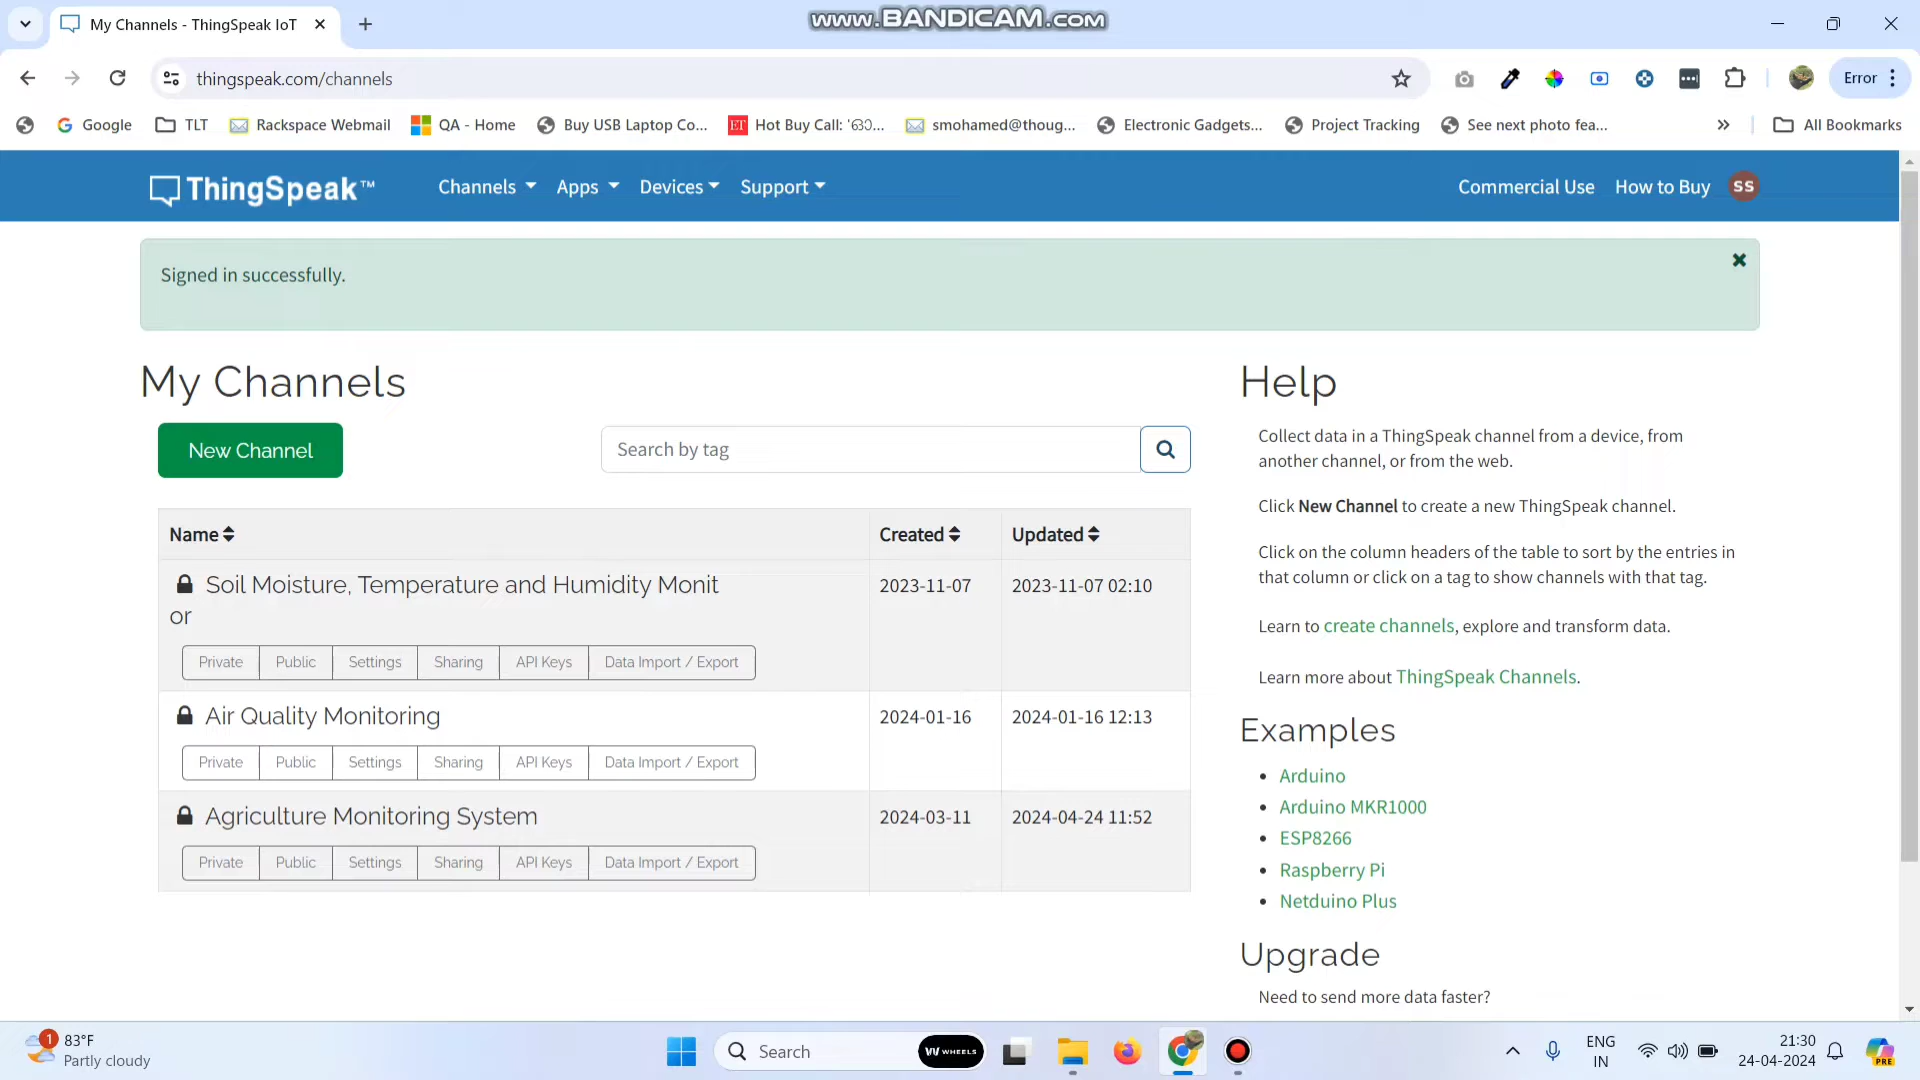 My Channels - ThingSpeak IoT
www.BANDICAM.com
thingspeak.com/channels
Error
Google
TLT
Rackspace Webmail
QA - Home
Buy USB Laptop Co...
ET
Hot Buy Call: 'ഓാ...
smohamed@thoug...
Electronic Gadgets...
Project Tracking
See next photo fea...
All Bookmarks
ThingSpeak™
Channels
Apps
Devices
Support
Commercial Use
How to Buy
SS
Signed in successfully.
My Channels
New Channel
Search by tag
Name
Created
Updated
Soil Moisture, Temperature and Humidity Monit
or
2023-11-07
2023-11-07 02:10
Private
Public
Settings
Sharing
API Keys
Data Import / Export
Air Quality Monitoring
2024-01-16
2024-01-16 12:13
Private
Public
Settings
Sharing
API Keys
Data Import / Export
Agriculture Monitoring System
2024-03-11
2024-04-24 11:52
Private
Public
Settings
Sharing
API Keys
Data Import / Export
Help
Collect data in a ThingSpeak channel from a device, from
another channel, or from the web.
Click New Channel to create a new ThingSpeak channel.
Click on the column headers of the table to sort by the entries in
that column or click on a tag to show channels with that tag.
Learn to create channels, explore and transform data.
Learn more about ThingSpeak Channels.
Examples
Arduino
Arduino MKR1000
ESP8266
Raspberry Pi
Netduino Plus
Upgrade
Need to send more data faster?
1
83°F
Partly cloudy
Search
WHEELS
ENG
IN
21:30
24-04-2024
PRE